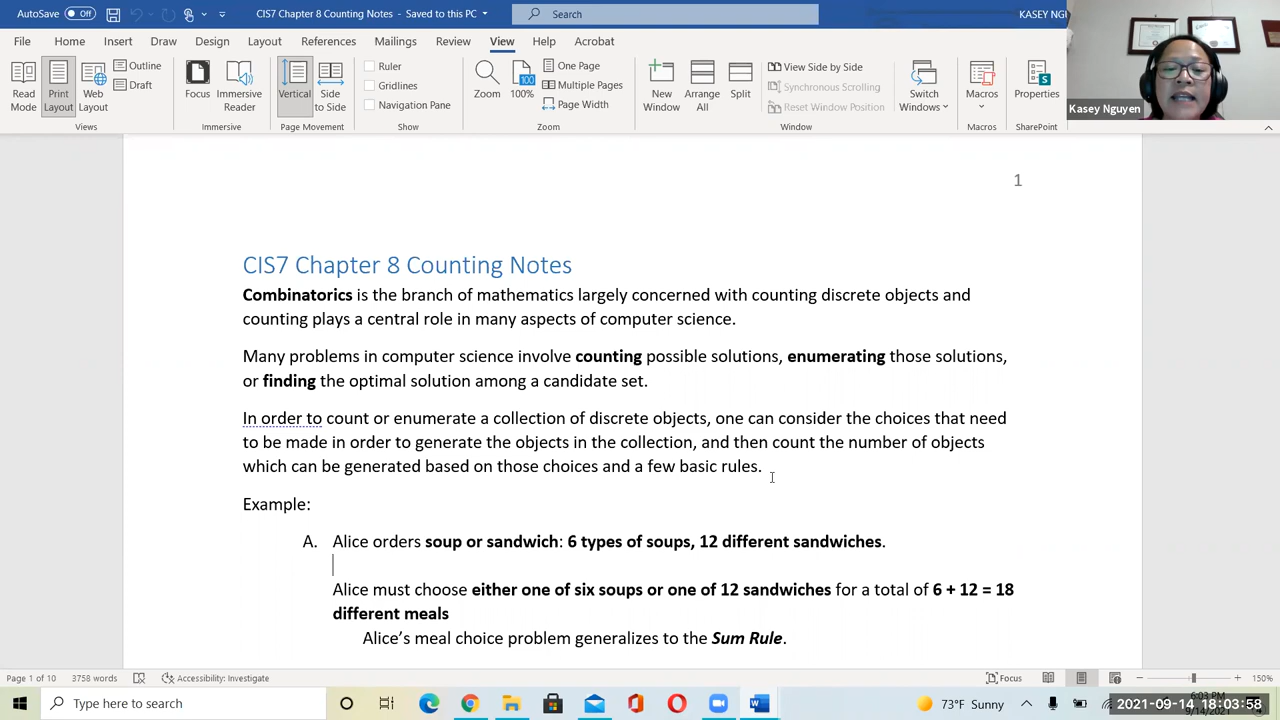 AutoSave Off CIS7 Chapter 8 Counting Notes - Saved to this PC Search KASEY
File Home Insert Draw Design Layout References Mailings Review View Help Acrobat
Read Mode Print Layout Web Layout Outline Draft Views
Focus Immersive Reader Immersive
Vertical Side to Side Page Movement
Ruler Gridlines Navigation Pane Show
Zoom 100 100% One Page Multiple Pages Page Width Zoom
New Window Arrange All Split View Side by Side Synchronous Scrolling Reset Window Position Switch Windows Window
Macros Macros
Properties SharePoint
Kasey Nguyen
1
CIS7 Chapter 8 Counting Notes
Combinatorics is the branch of mathematics largely concerned with counting discrete objects and
counting plays a central role in many aspects of computer science.
Many problems in computer science involve counting possible solutions, enumerating those solutions,
or finding the optimal solution among a candidate set.
In order to count or enumerate a collection of discrete objects, one can consider the choices that need
to be made in order to generate the objects in the collection, and then count the number of objects
which can be generated based on those choices and a few basic rules.
Example:
A. Alice orders soup or sandwich: 6 types of soups, 12 different sandwiches.
Alice must choose either one of six soups or one of 12 sandwiches for a total of 6 + 12 = 18
different meals
Alice's meal choice problem generalizes to the Sum Rule.
Page 1 of 10 3758 words Accessibility: Investigate Focus 150%
Type here to search 73°F Sunny 6:03 PM
2021-09-14 18:03:58
9/14/2021